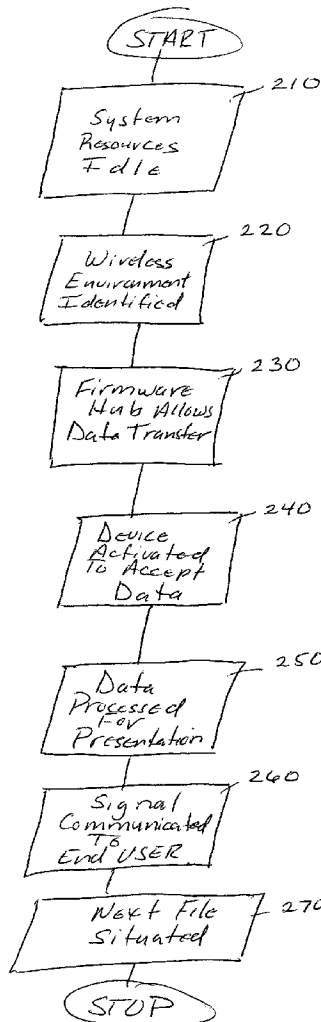 START
210
System
Resources
Idle
220
Wireless
Environment
Identified
230
Firmware
Hub Allows
Data Transfer
240
Device
Activated
To Accept
Data
250
Data
Processed
For
Presentation
260
Signal
Communicated
To
End USER
270
Next File
Situated
STOP